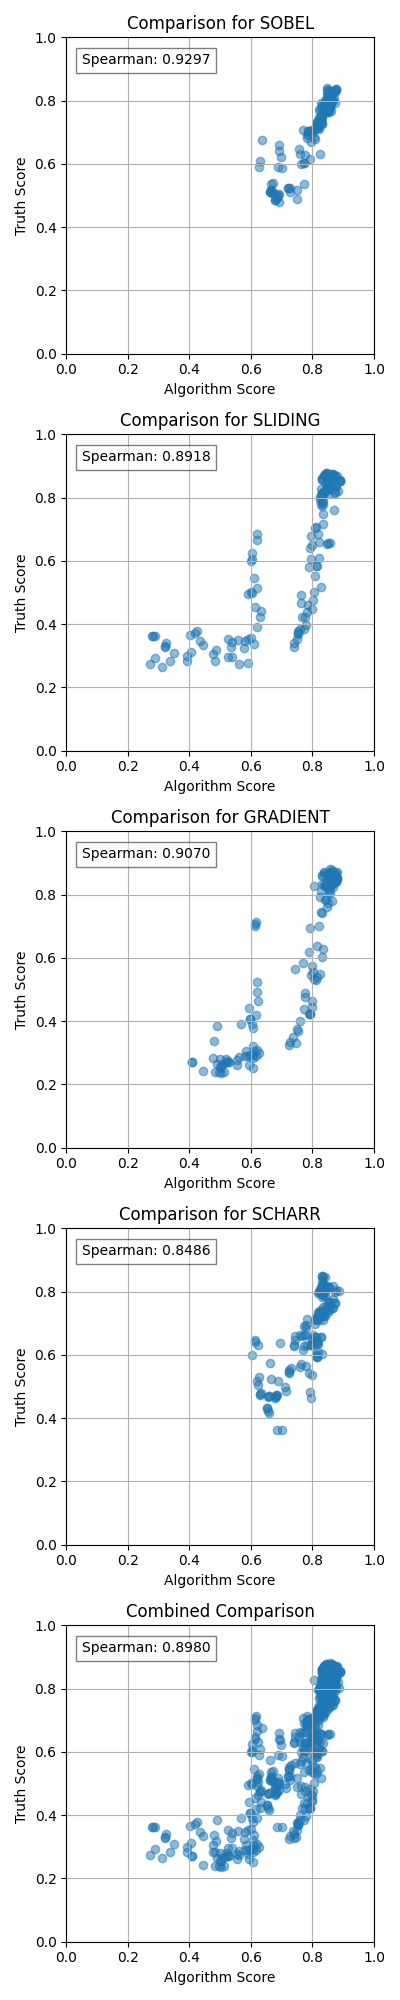 Comparison for SOBEL
Spearman: 0.9297
1.0
0.8
0.6
0.4
0.2
0.0
Truth Score
0.0 0.2 0.4 0.6 0.8 1.0
Algorithm Score
Comparison for SLIDING
Spearman: 0.8918
1.0
0.8
0.6
0.4
0.2
0.0
Truth Score
0.0 0.2 0.4 0.6 0.8 1.0
Algorithm Score
Comparison for GRADIENT
Spearman: 0.9070
1.0
0.8
0.6
0.4
0.2
0.0
Truth Score
0.0 0.2 0.4 0.6 0.8 1.0
Algorithm Score
Comparison for SCHARR
Spearman: 0.8486
1.0
0.8
0.6
0.4
0.2
0.0
Truth Score
0.0 0.2 0.4 0.6 0.8 1.0
Algorithm Score
Combined Comparison
Spearman: 0.8980
1.0
0.8
0.6
0.4
0.2
0.0
Truth Score
0.0 0.2 0.4 0.6 0.8 1.0
Algorithm Score